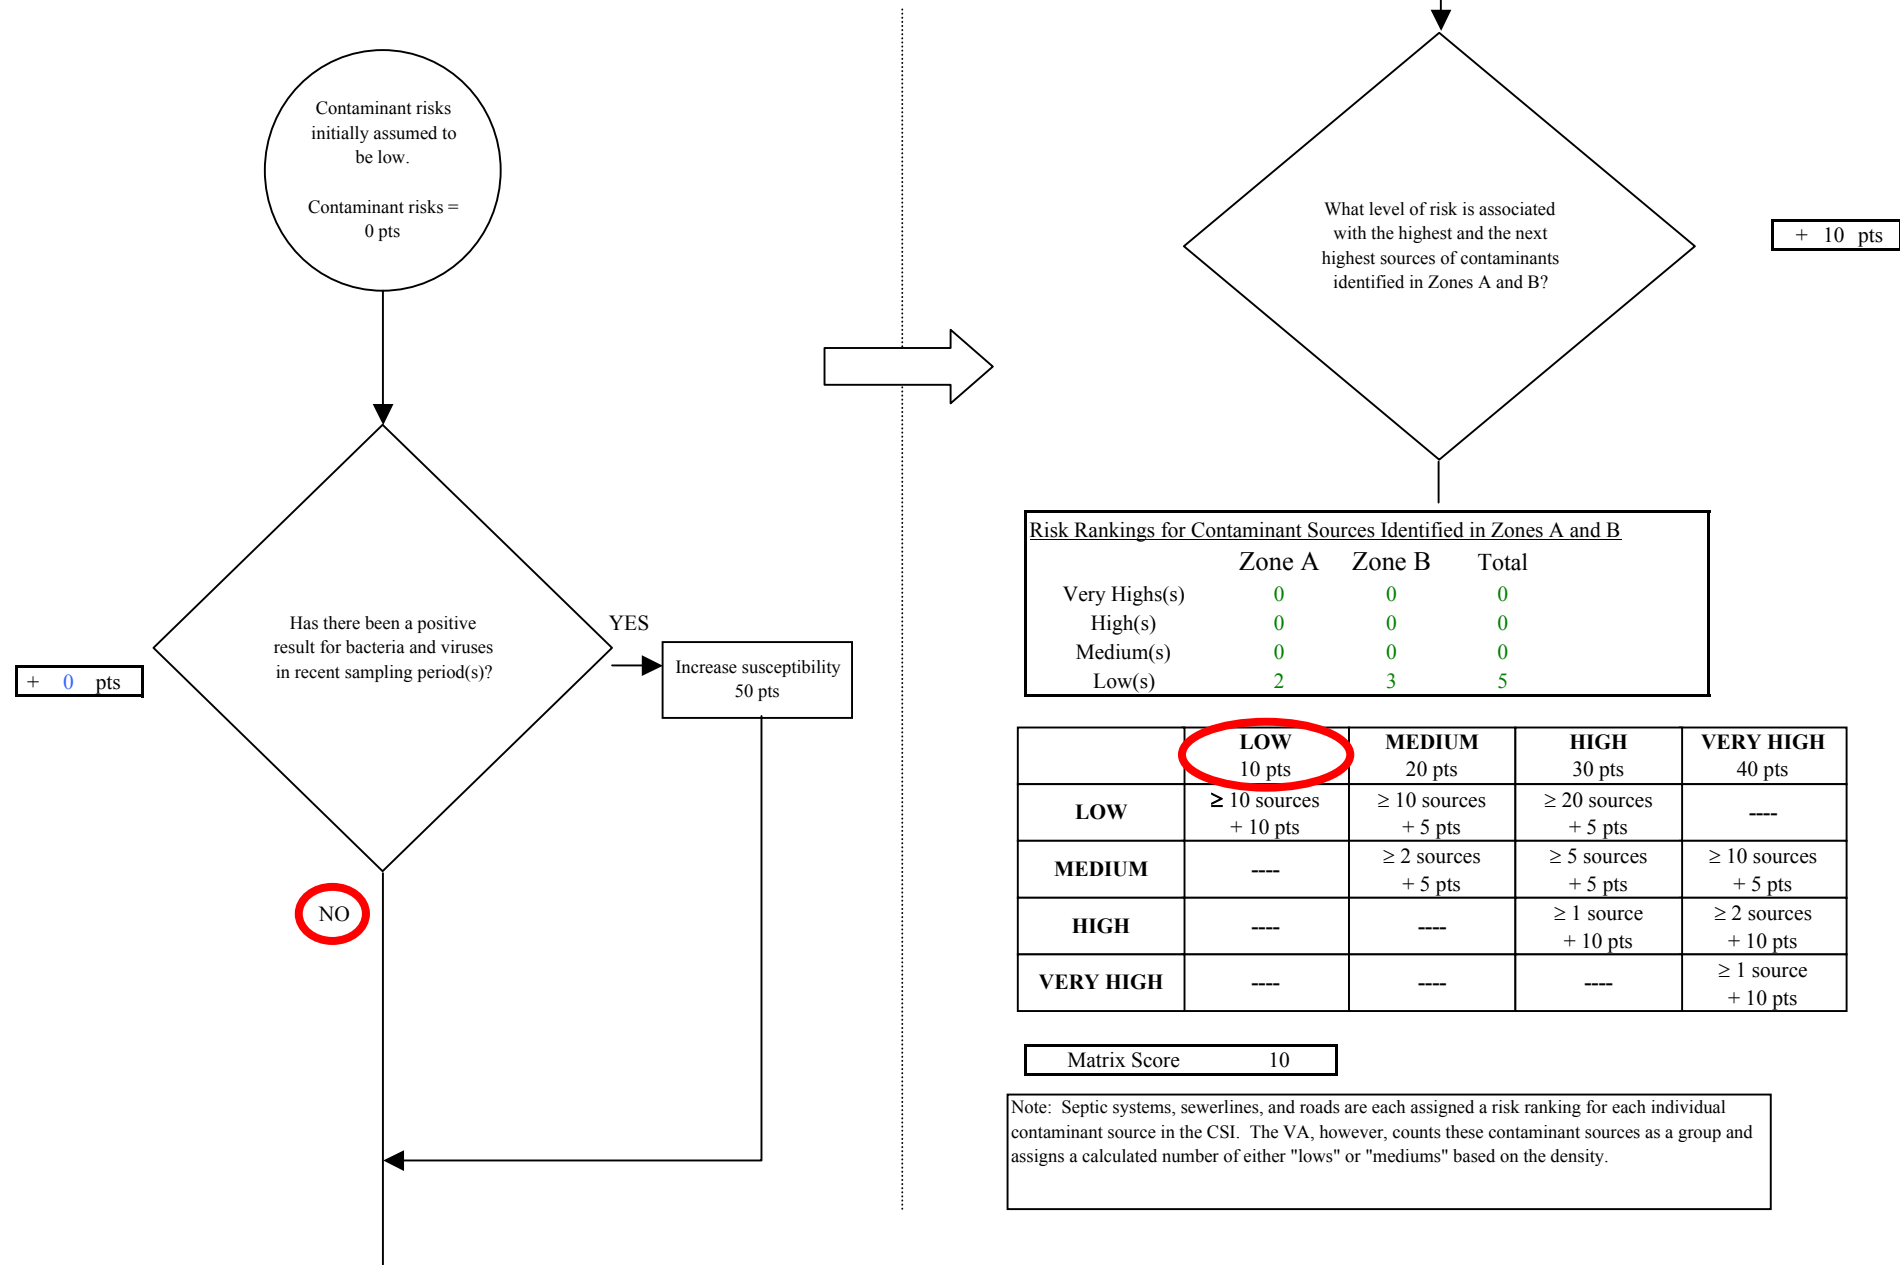 Contaminant risks
initially assumed to
be low.
Contaminant risks =
0 pts
Has there been a positive
result for bacteria and viruses
in recent sampling period(s)?
+ 0 pts
YES
Increase susceptibility
50 pts
NO
What level of risk is associated
with the highest and the next
highest sources of contaminants
identified in Zones A and B?
+ 10 pts
Risk Rankings for Contaminant Sources Identified in Zones A and B
Zone A Zone B Total
Very Highs(s) 0 0 0
High(s) 0 0 0
Medium(s) 0 0 0
Low(s) 2 3 5
LOW MEDIUM HIGH VERY HIGH
10 pts 20 pts 30 pts 40 pts
LOW ≥ 10 sources ≥ 10 sources ≥ 20 sources ----
+ 10 pts + 5 pts + 5 pts
MEDIUM ---- ≥ 2 sources ≥ 5 sources ≥ 10 sources
+ 5 pts + 5 pts + 5 pts
HIGH ---- ---- ≥ 1 source ≥ 2 sources
+ 10 pts + 10 pts
VERY HIGH ---- ---- ---- ≥ 1 source
+ 10 pts
Matrix Score 10
Note: Septic systems, sewerlines, and roads are each assigned a risk ranking for each individual
contaminant source in the CSI. The VA, however, counts these contaminant sources as a group and
assigns a calculated number of either "lows" or "mediums" based on the density.